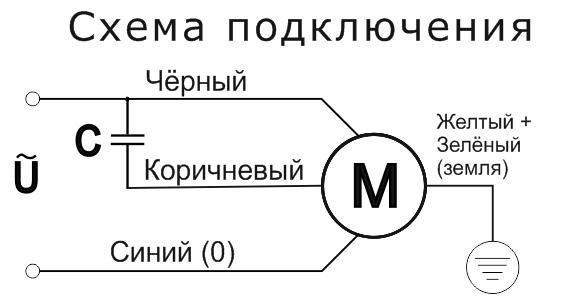 Схема подключения
Чёрный
C
Коричневый
Ũ
M
Желтый +
Зелёный
(земля)
Синий (0)